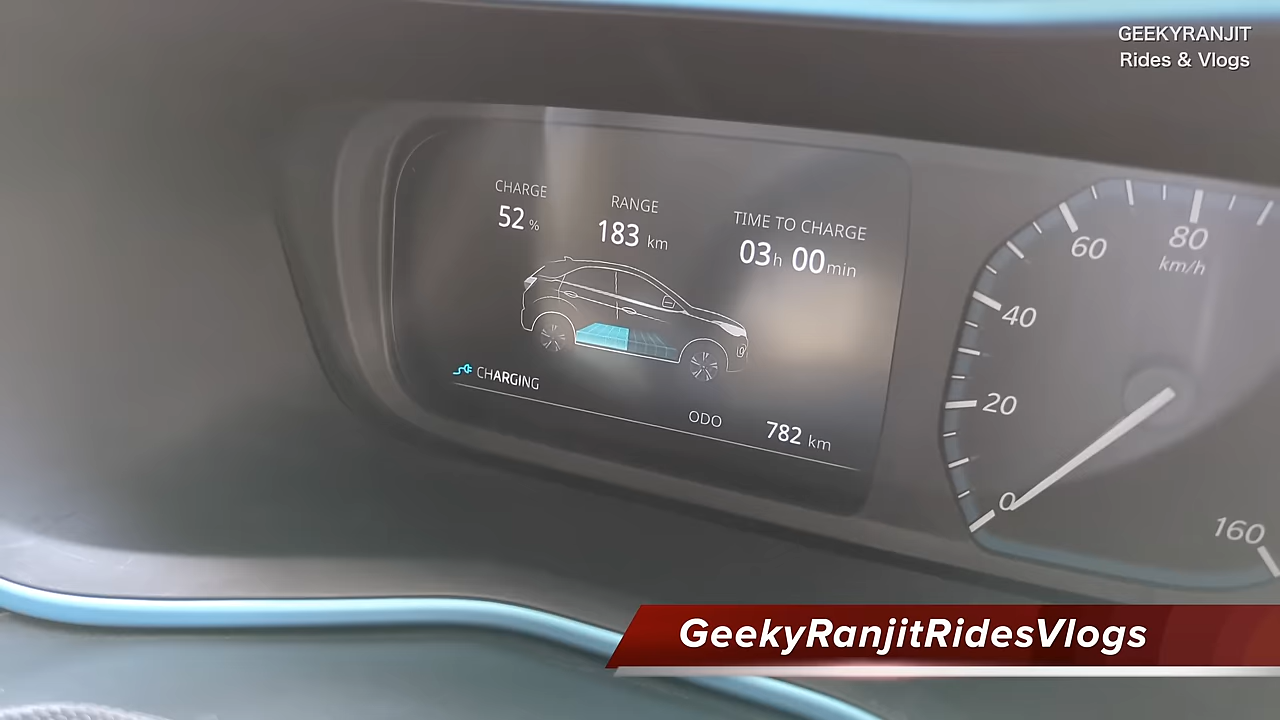 GEEKYRANJIT
Rides & Vlogs
CHARGE
52 %
RANGE
183 km
TIME TO CHARGE
03h 00min
CHARGING
ODO 782 km
0
20
40
60
80
km/h
160
GeekyRanjitRidesVlogs